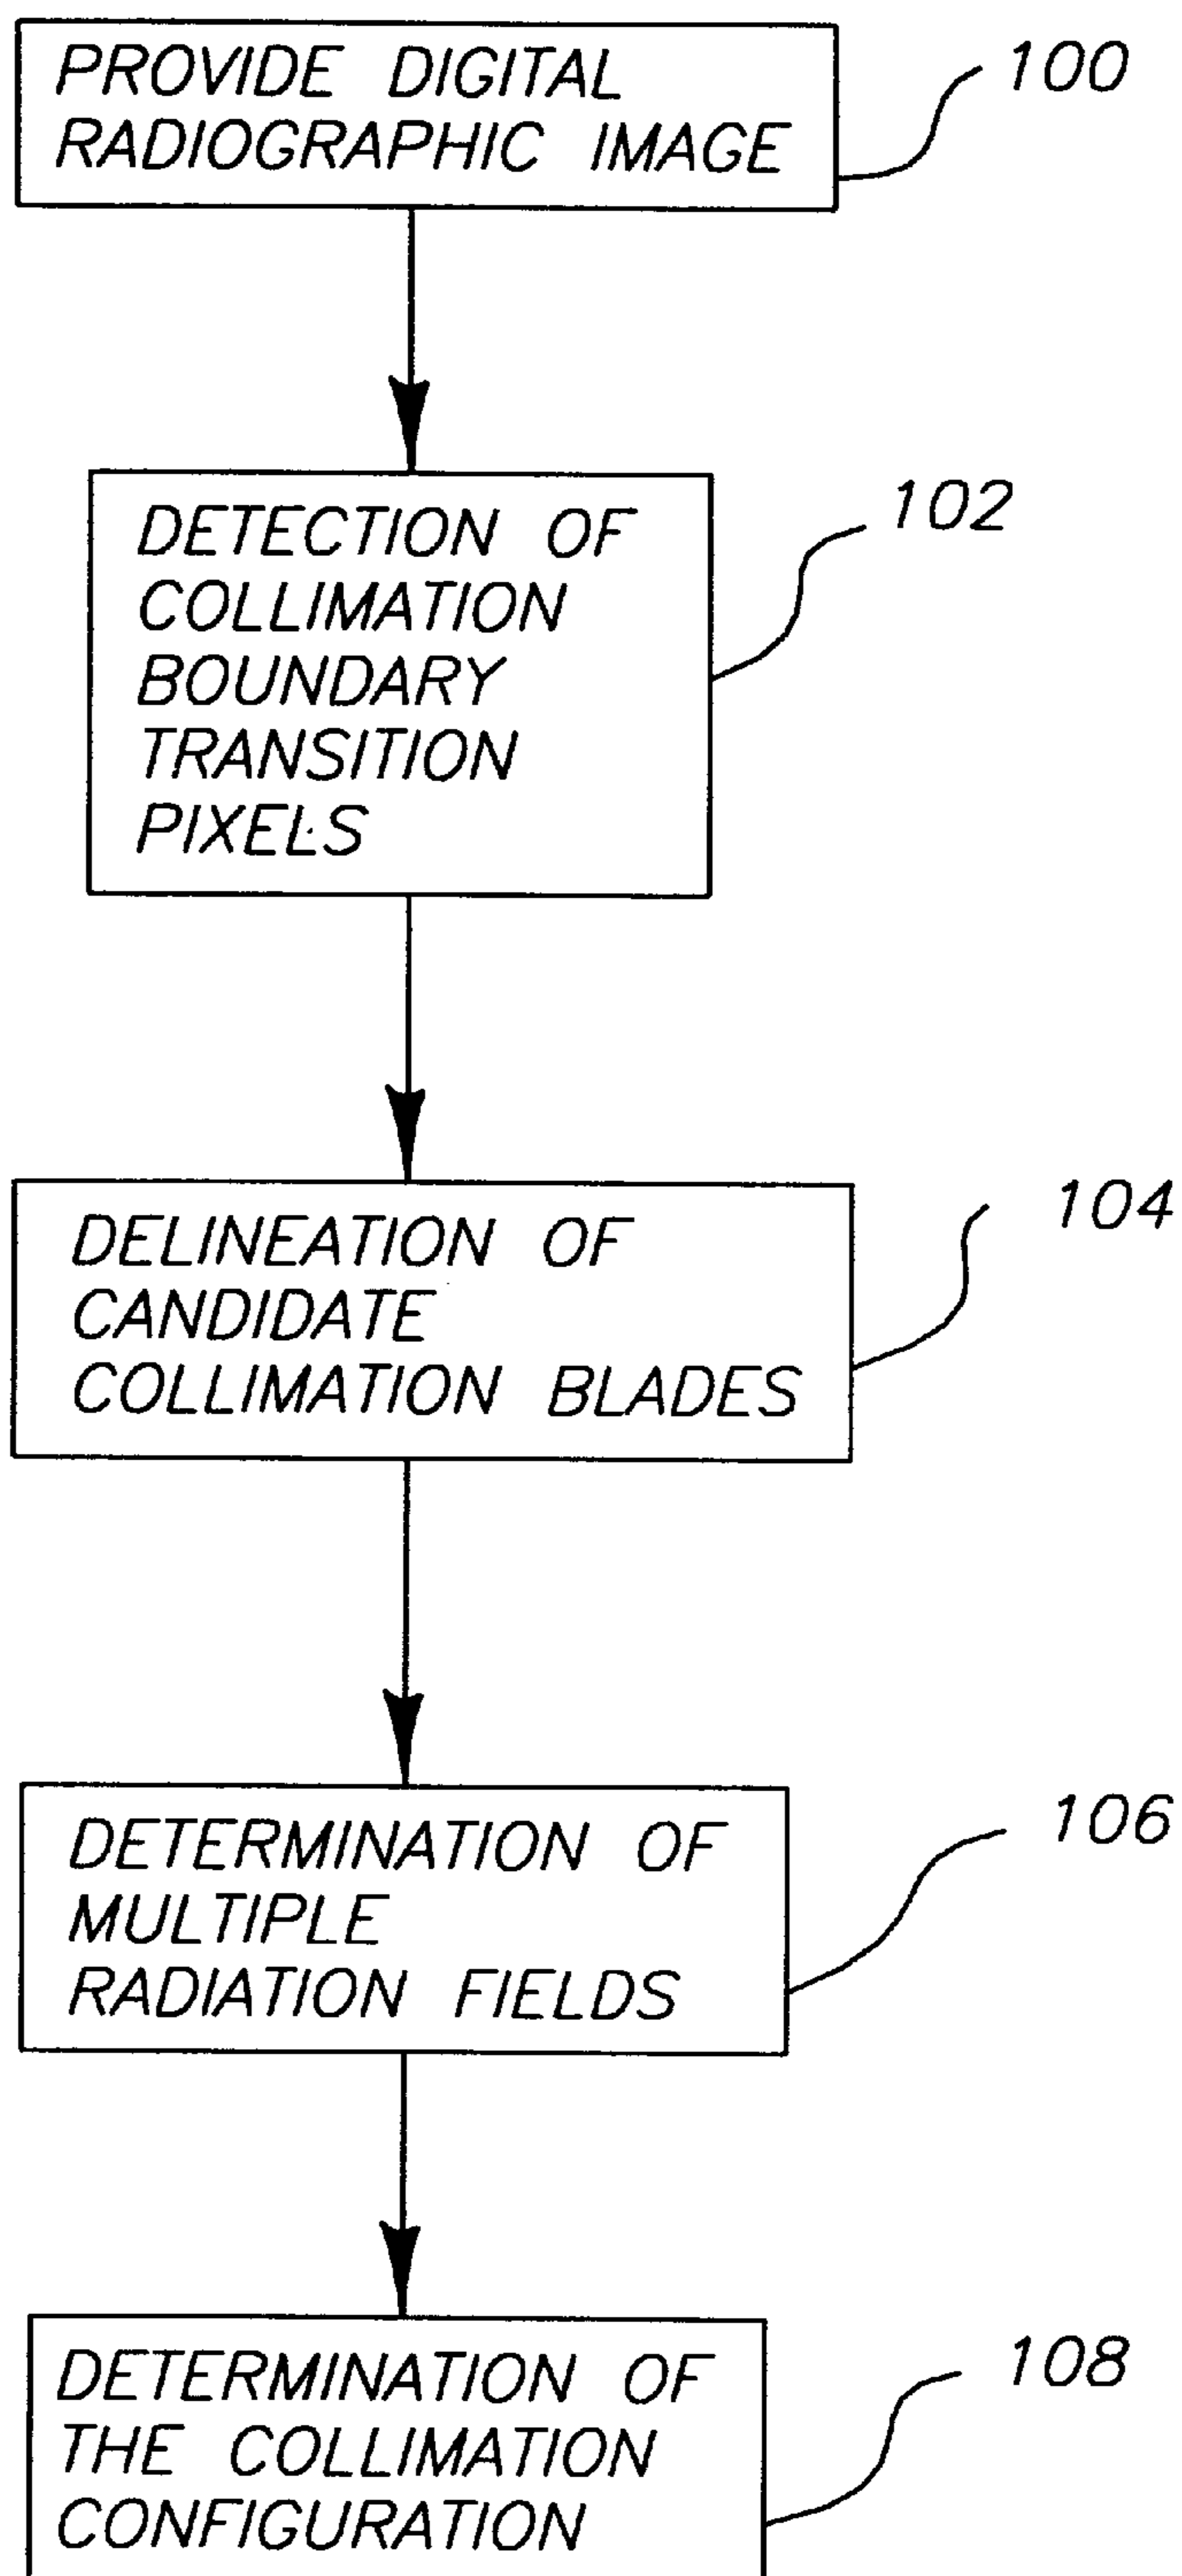 PROVIDE DIGITAL
RADIOGRAPHIC IMAGE
100
DETECTION OF
COLLIMATION
BOUNDARY
TRANSITION
PIXELS
102
DELINEATION OF
CANDIDATE
COLLIMATION BLADES
104
DETERMINATION OF
MULTIPLE
RADIATION FIELDS
106
DETERMINATION OF
THE COLLIMATION
CONFIGURATION
108